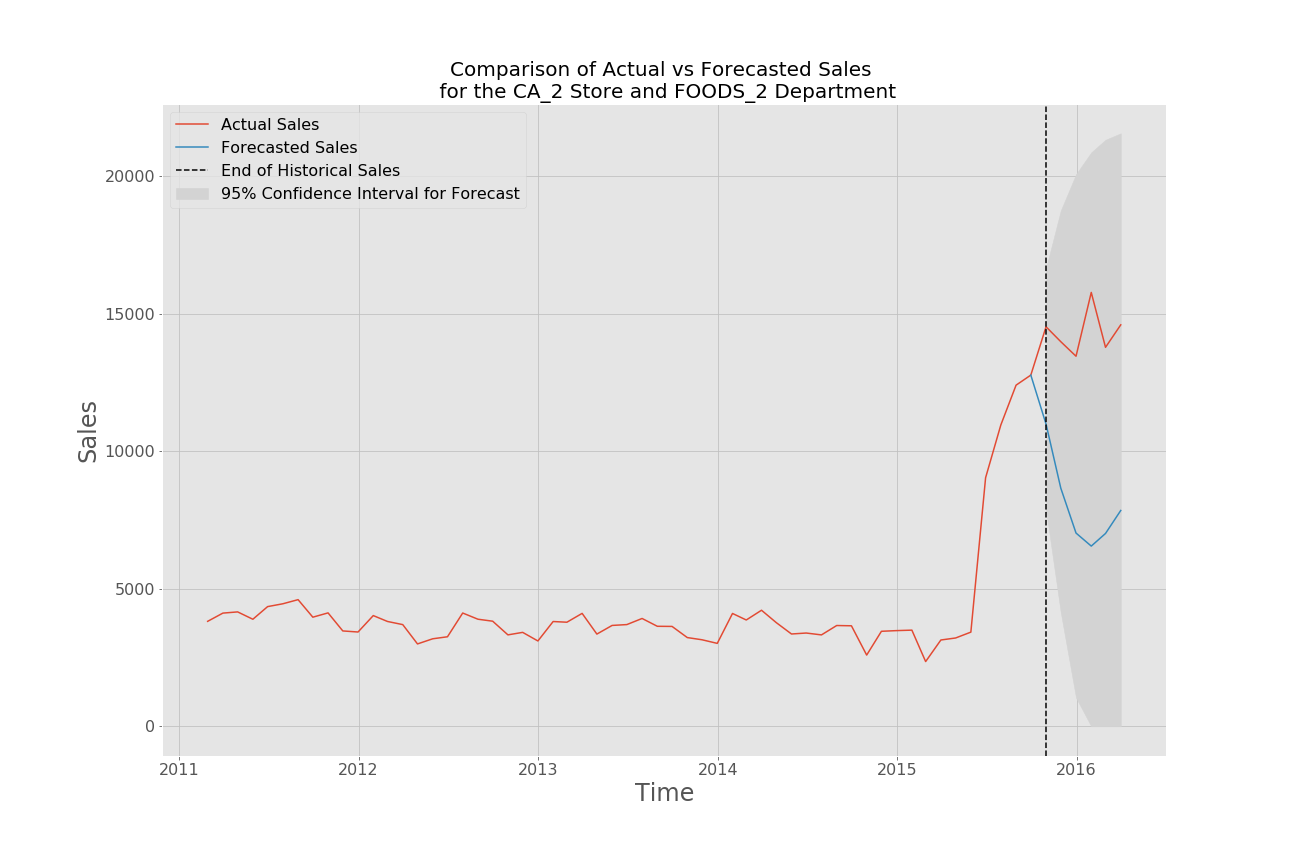 Comparison of Actual vs Forecasted Sales
for the CA_2 Store and FOODS_2 Department
Actual Sales
Forecasted Sales
End of Historical Sales
95% Confidence Interval for Forecast
20000
15000
10000
5000
0
Sales
2011 2012 2013 2014 2015 2016
Time